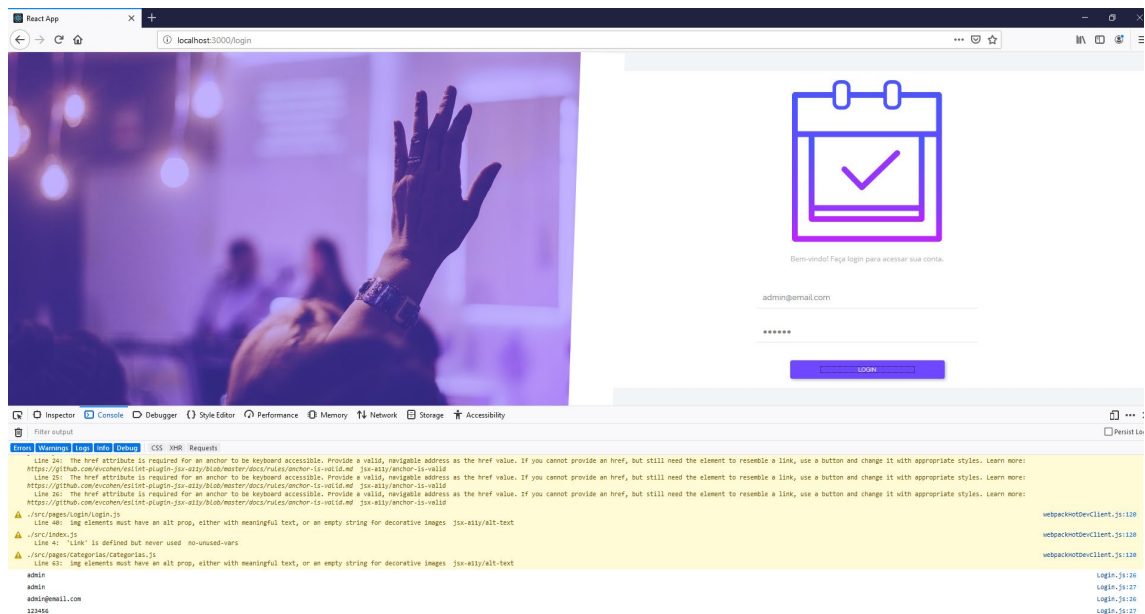 React App
localhost:3000/login
Bem-vindo! Faça login para acessar sua conta.
admin@email.com
••••••
LOGIN
Inspector Console Debugger Style Editor Performance Memory Network Storage Accessibility
Filter output
Persist Lo
Errors Warnings Logs Info Debug CSS XHR Requests
Line 24: The href attribute is required for an anchor to be keyboard accessible. Provide a valid, navigable address as the href value. If you cannot provide an href, but still need the element to resemble a link, use a button and change it with appropriate styles. Learn more:
https://github.com/evcohen/eslint-plugin-jsx-a11y/blob/master/docs/rules/anchor-is-valid.md jsx-a11y/anchor-is-valid
Line 25: The href attribute is required for an anchor to be keyboard accessible. Provide a valid, navigable address as the href value. If you cannot provide an href, but still need the element to resemble a link, use a button and change it with appropriate styles. Learn more:
https://github.com/evcohen/eslint-plugin-jsx-a11y/blob/master/docs/rules/anchor-is-valid.md jsx-a11y/anchor-is-valid
Line 26: The href attribute is required for an anchor to be keyboard accessible. Provide a valid, navigable address as the href value. If you cannot provide an href, but still need the element to resemble a link, use a button and change it with appropriate styles. Learn more:
https://github.com/evcohen/eslint-plugin-jsx-a11y/blob/master/docs/rules/anchor-is-valid.md jsx-a11y/anchor-is-valid
./src/pages/Login/Login.js webpackHotDevClient.js:120
Line 40: img elements must have an alt prop, either with meaningful text, or an empty string for decorative images jsx-a11y/alt-text
./src/index.js webpackHotDevClient.js:120
Line 4: 'Link' is defined but never used no-unused-vars
./src/pages/Categorias/Categorias.js webpackHotDevClient.js:120
Line 63: img elements must have an alt prop, either with meaningful text, or an empty string for decorative images jsx-a11y/alt-text
admin Login.js:26
admin Login.js:27
admin@email.com Login.js:26
123456 Login.js:27